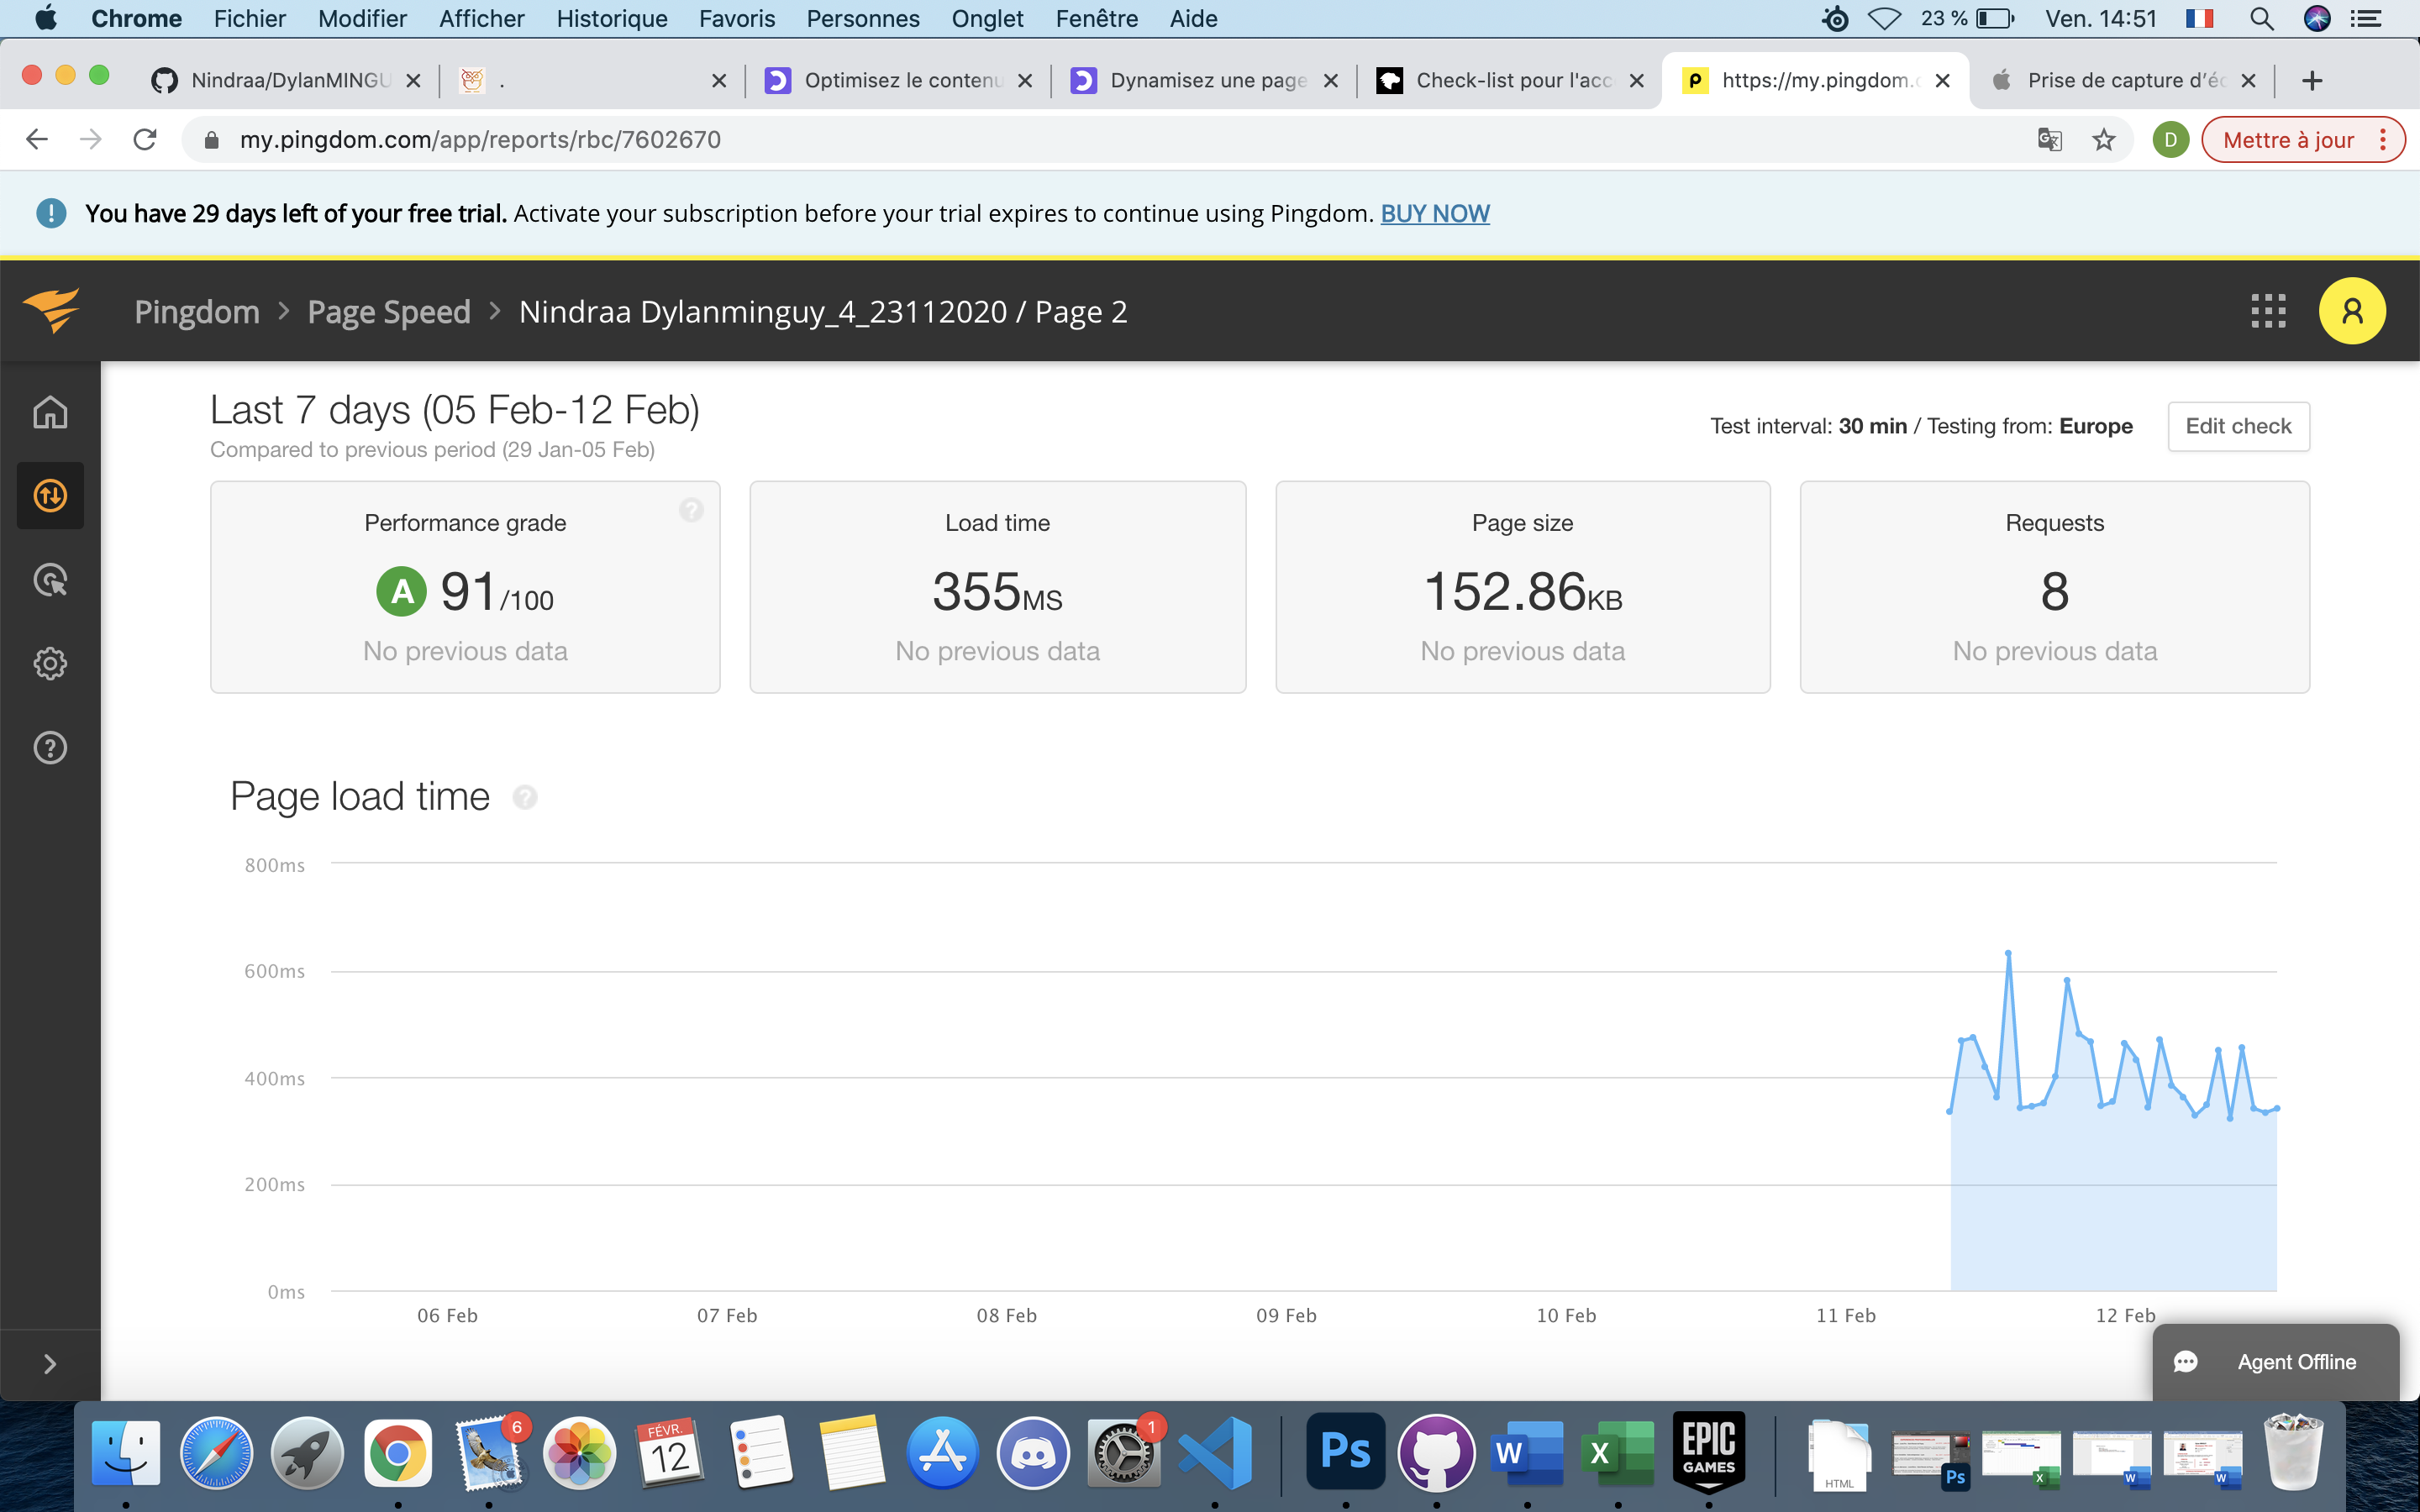 Chrome Fichier Modifier Afficher Historique Favoris Personnes Onglet Fenêtre Aide 23 % Ven. 14:51
Nindraa/DylanMINGU . Optimisez le contenu Dynamisez une page Check-list pour l'acc https://my.pingdom.c Prise de capture d'éc
my.pingdom.com/app/reports/rbc/7602670 D Mettre à jour
You have 29 days left of your free trial. Activate your subscription before your trial expires to continue using Pingdom. BUY NOW
Pingdom > Page Speed > Nindraa Dylanminguy_4_23112020 / Page 2
Last 7 days (05 Feb-12 Feb)
Compared to previous period (29 Jan-05 Feb)
Test interval: 30 min / Testing from: Europe Edit check
Performance grade
A 91/100
No previous data
Load time
355MS
No previous data
Page size
152.86KB
No previous data
Requests
8
No previous data
Page load time
800ms
600ms
400ms
200ms
0ms
06 Feb 07 Feb 08 Feb 09 Feb 10 Feb 11 Feb 12 Feb
Agent Offline
6
FÉVR.
12
1
Ps
W
X
EPIC
GAMES
HTML
Ps
X
W
W